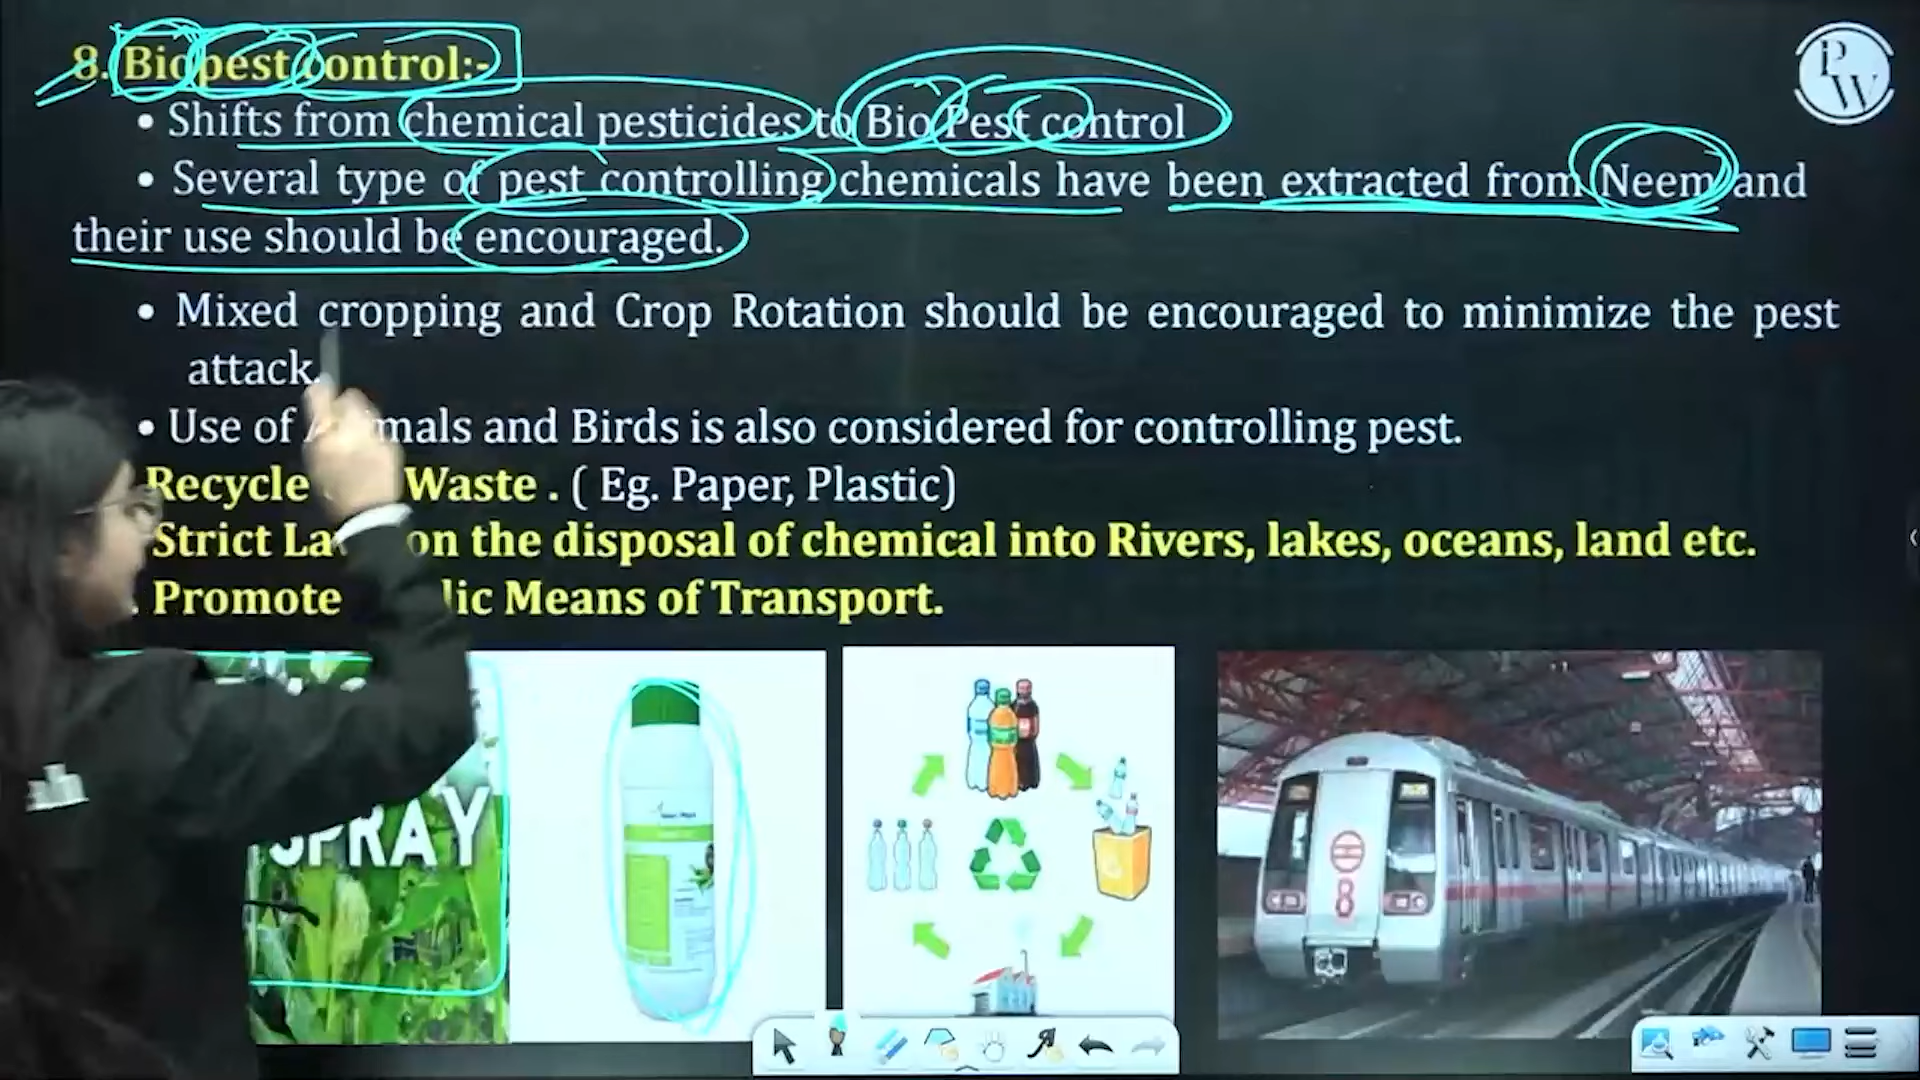 8. Biopest control:-
• Shifts from chemical pesticides to Bio Pest control
• Several type of pest controlling chemicals have been extracted from Neem and
their use should be encouraged.
• Mixed cropping and Crop Rotation should be encouraged to minimize the pest
attack.
• Use of and Birds is also considered for controlling pest.
Recycle Waste . ( Eg. Paper, Plastic)
Strict on the disposal of chemical into Rivers, lakes, oceans, land etc.
. Promote Means of Transport.
PW
SPRAY
8